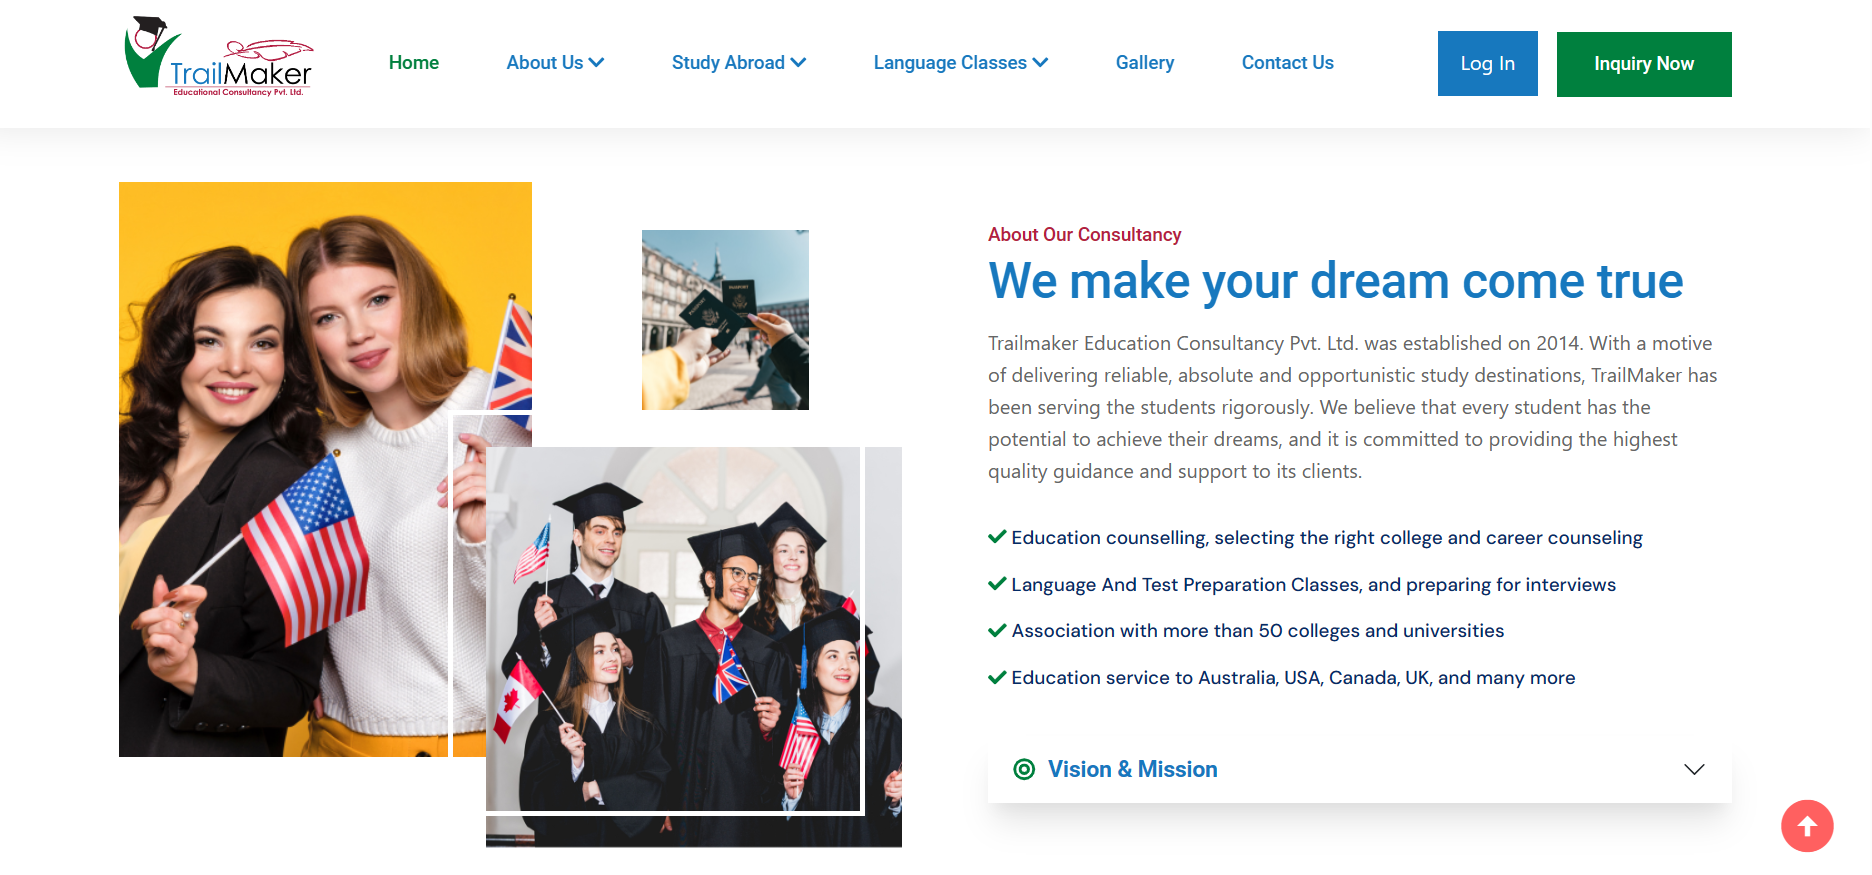 TrailMaker
Educational Consultancy Pvt. Ltd.
Home
About Us
Study Abroad
Language Classes
Gallery
Contact Us
Log In
Inquiry Now
PASSPORT
PASSPORT
About Our Consultancy
We make your dream come true
Trailmaker Education Consultancy Pvt. Ltd. was established on 2014. With a motive
of delivering reliable, absolute and opportunistic study destinations, TrailMaker has
been serving the students rigorously. We believe that every student has the
potential to achieve their dreams, and it is committed to providing the highest
quality guidance and support to its clients.
Education counselling, selecting the right college and career counseling
Language And Test Preparation Classes, and preparing for interviews
Association with more than 50 colleges and universities
Education service to Australia, USA, Canada, UK, and many more
Vision & Mission